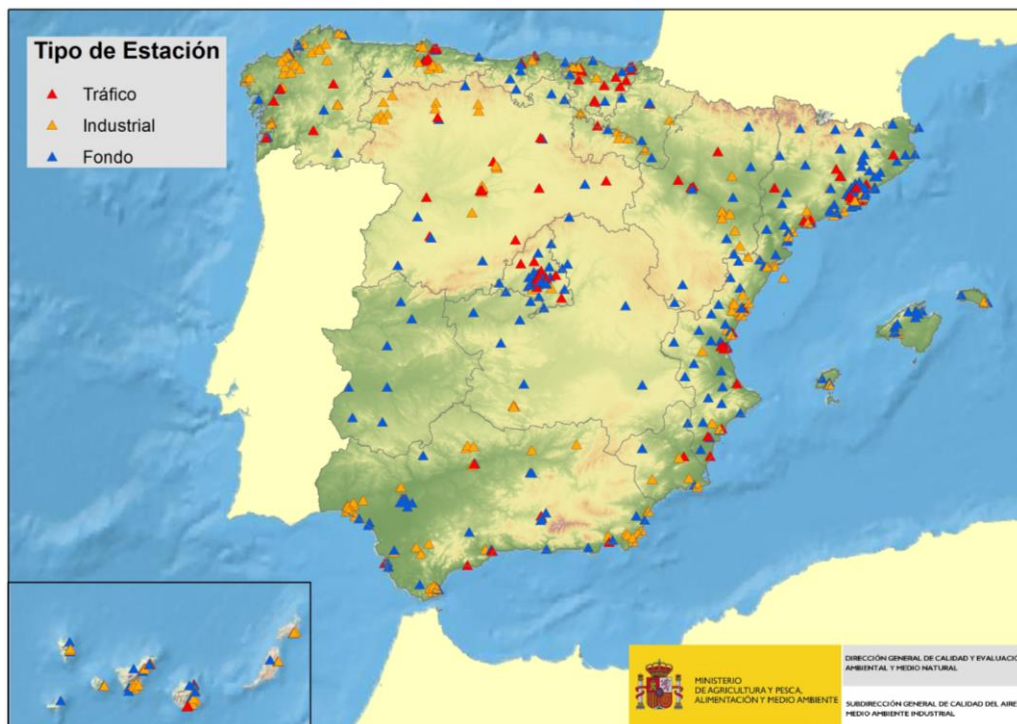 Tipo de Estación
Tráfico
Industrial
Fondo
MINISTERIO
DE AGRICULTURA Y PESCA,
ALIMENTACIÓN Y MEDIO AMBIENTE
DIRECCIÓN GENERAL DE CALIDAD Y EVALUACIÓ
AMBIENTAL Y MEDIO NATURAL
SUBDIRECCIÓN GENERAL DE CALIDAD DEL AIRE
MEDIO AMBIENTE INDUSTRIAL